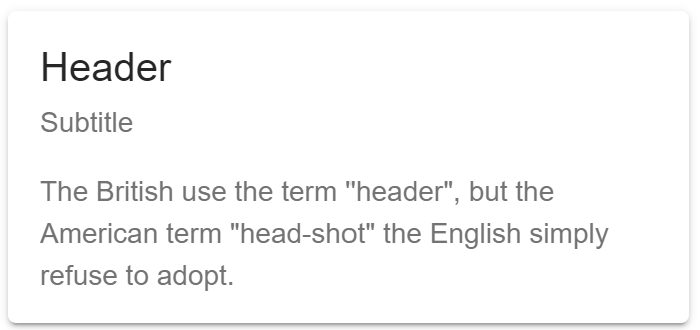 Header
Subtitle
The British use the term "header", but the
American term "head-shot" the English simply
refuse to adopt.